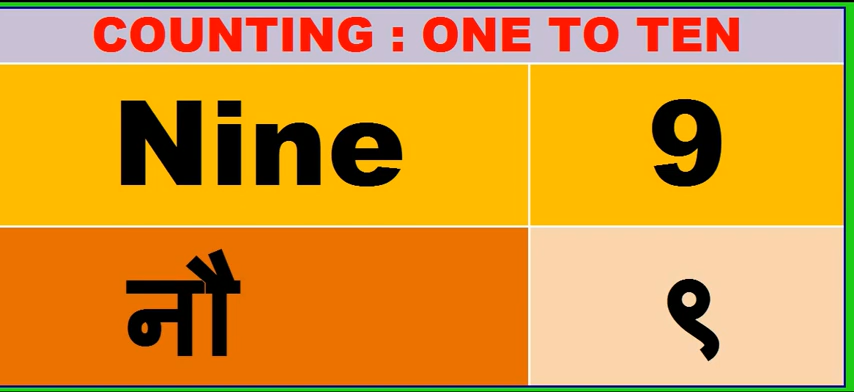 COUNTING : ONE TO TEN
Nine 9
नौ ९